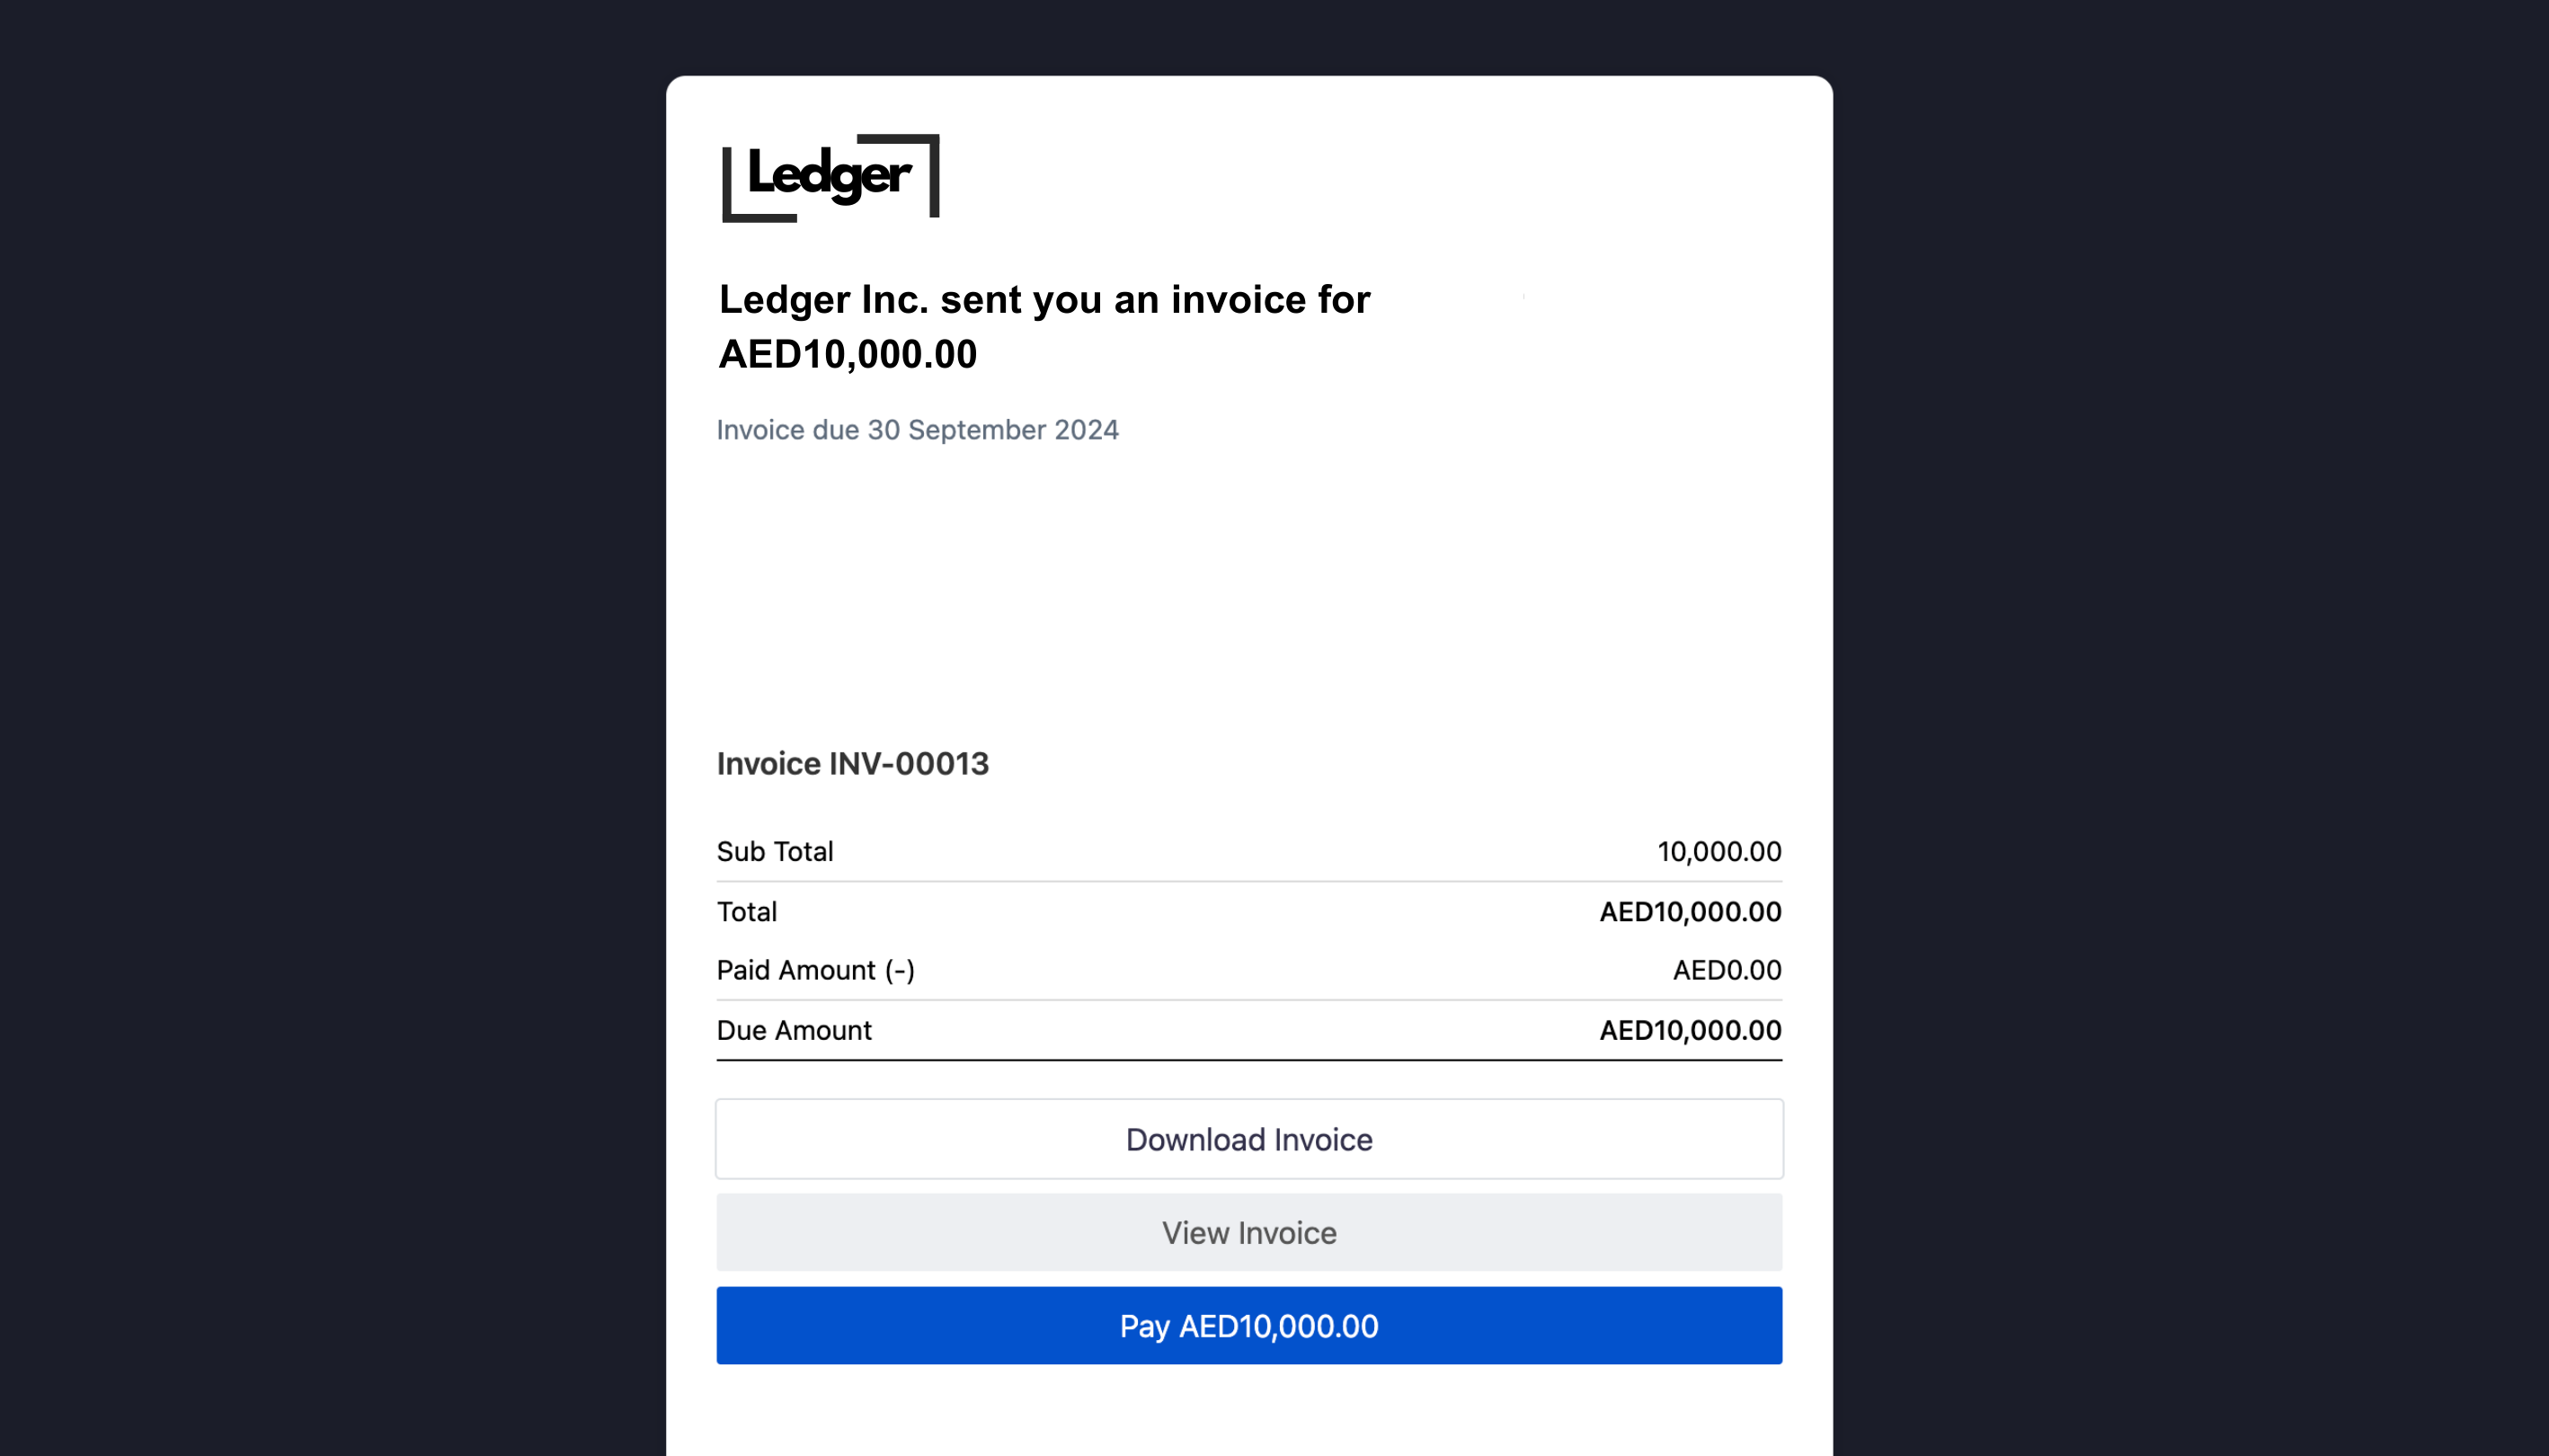 Ledger
Ledger Inc. sent you an invoice for
AED10,000.00
Invoice due 30 September 2024
Invoice INV-00013
Sub Total 10,000.00
Total AED10,000.00
Paid Amount (-) AED0.00
Due Amount AED10,000.00
Download Invoice
View Invoice
Pay AED10,000.00